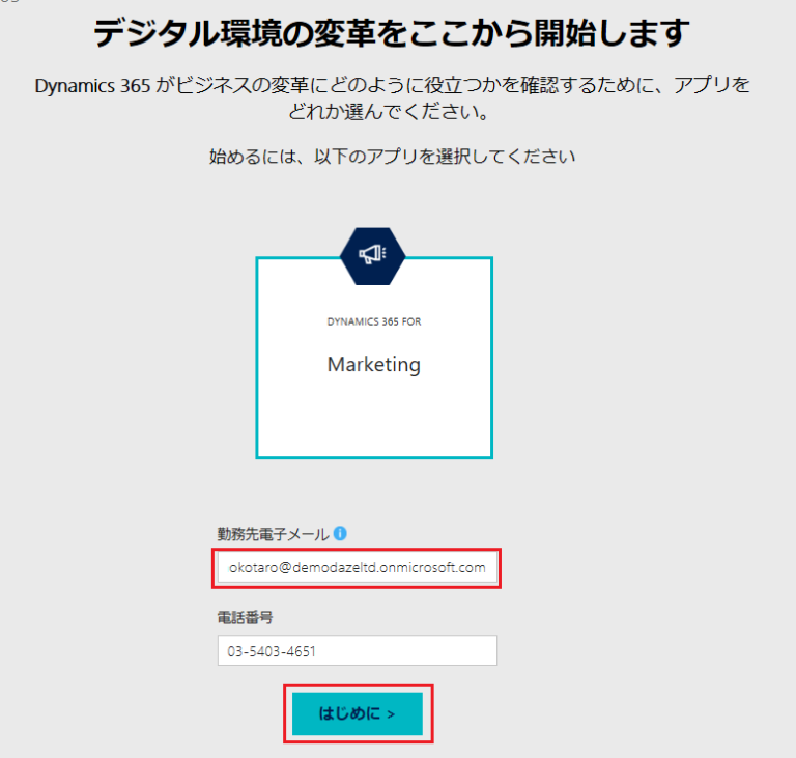 デジタル環境の変革をここから開始します
Dynamics 365 がビジネスの変革にどのように役立つかを確認するために、アプリを
どれか選んでください。
始めるには、以下のアプリを選択してください
DYNAMICS 365 FOR
Marketing
勤務先電子メール
okotaro@demodazeltd.onmicrosoft.com
電話番号
03-5403-4651
はじめに >